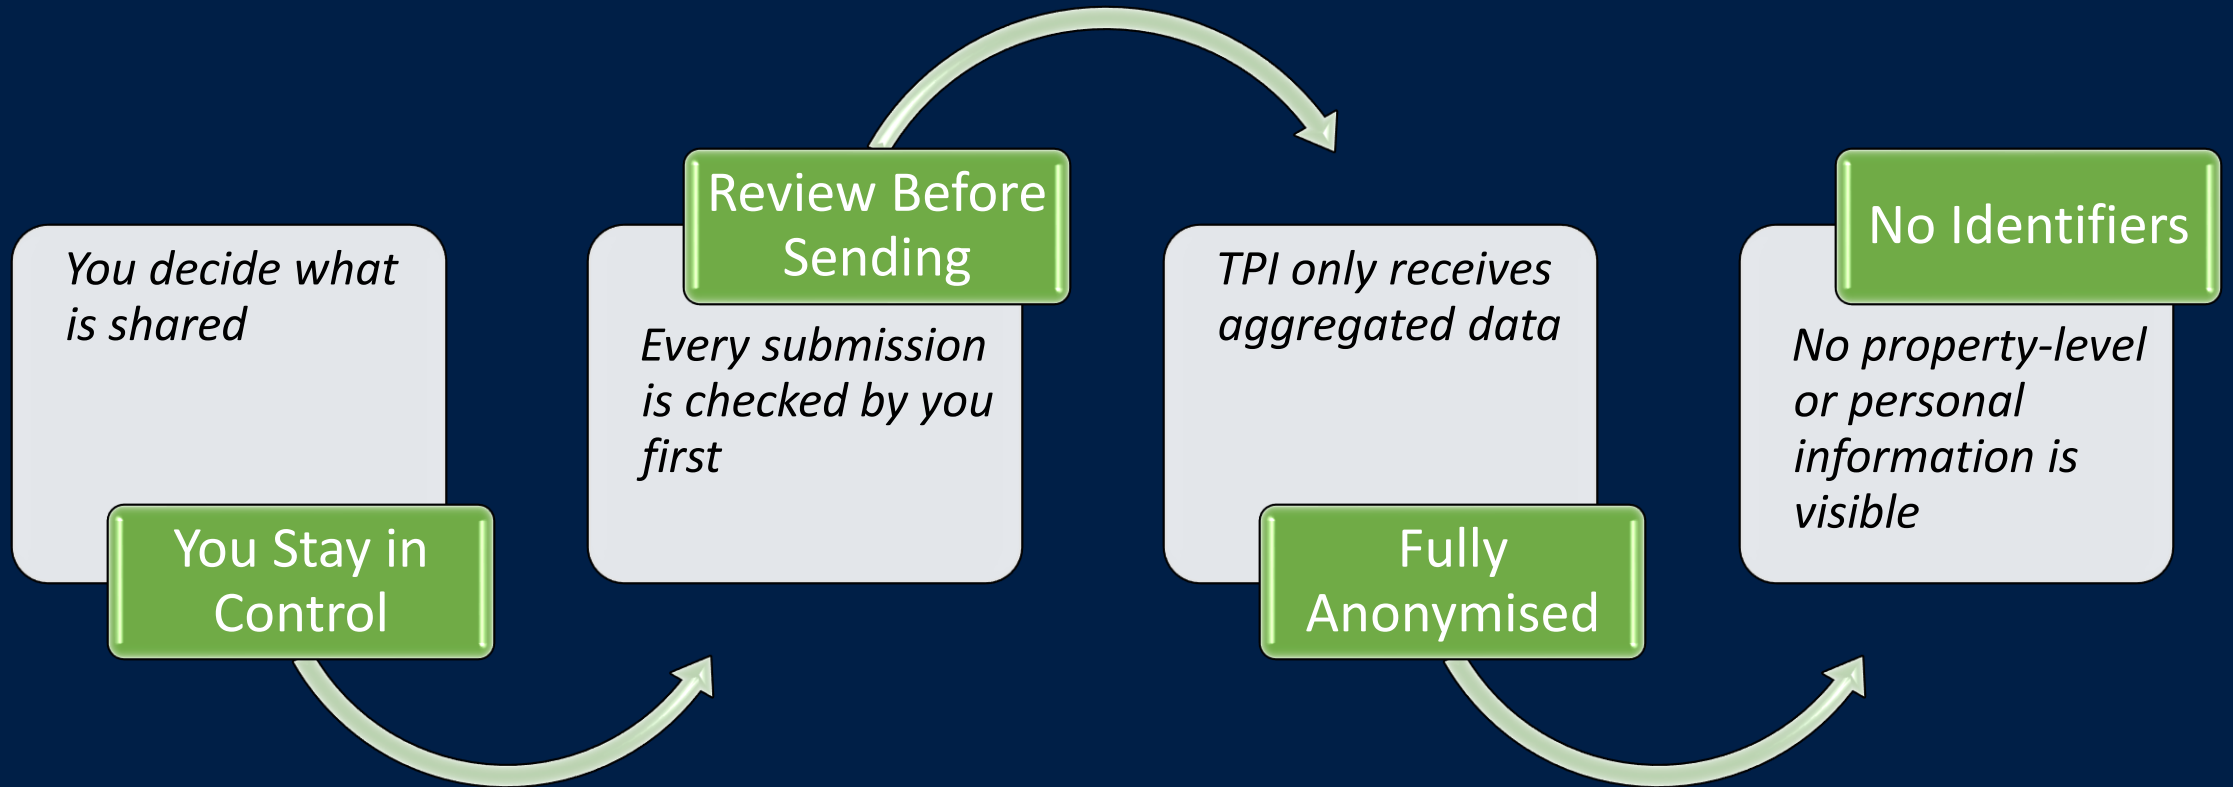 You decide what
is shared
You Stay in
Control
Review Before
Sending
Every submission
is checked by you
first
TPI only receives
aggregated data
Fully
Anonymised
No Identifiers
No property-level
or personal
information is
visible